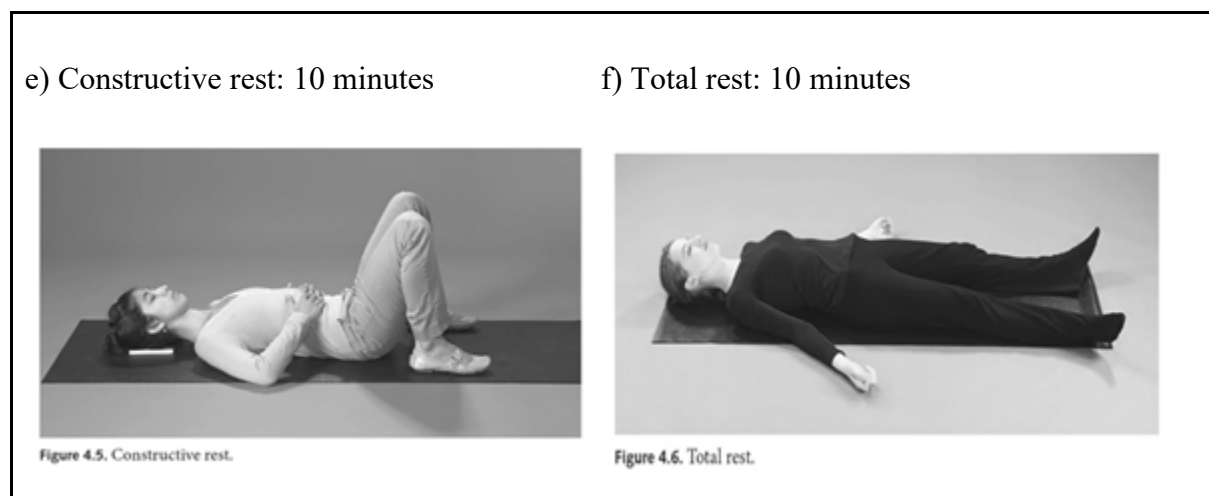 e) Constructive rest: 10 minutes
f) Total rest: 10 minutes
Figure 4.5. Constructive rest.
Figure 4.6. Total rest.